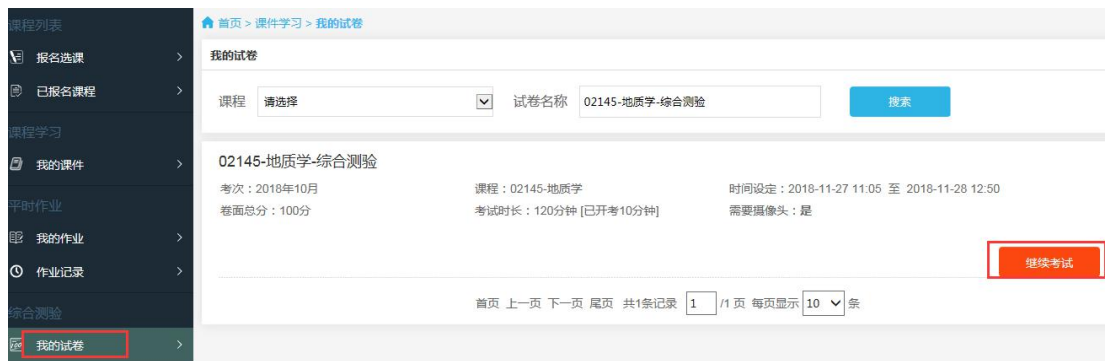 课程列表
报名选课
已报名课程
课程学习
我的课件
平时作业
我的作业
作业记录
综合测验
我的试卷
首页 > 课件学习 > 我的试卷
我的试卷
课程 请选择 试卷名称 02145-地质学-综合测验 搜索
02145-地质学-综合测验
考次：2018年10月 课程：02145-地质学 时间设定：2018-11-27 11:05 至 2018-11-28 12:50
卷面总分：100分 考试时长：120分钟 [已开考10分钟] 需要摄像头：是
继续考试
首页 上一页 下一页 尾页 共1条记录 1 /1 页 每页显示 10 条